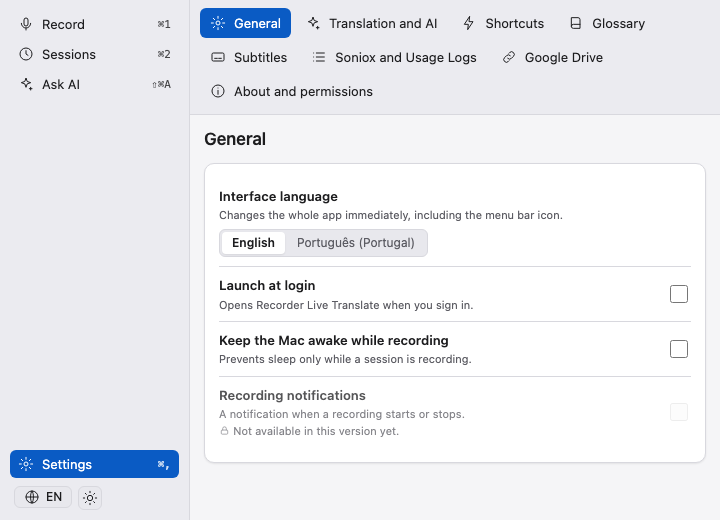 Record ⌘1
Sessions ⌘2
Ask AI ⇧⌘A
Settings ⌘,
EN
General
Translation and AI
Shortcuts
Glossary
Subtitles
Soniox and Usage Logs
Google Drive
About and permissions
General
Interface language
Changes the whole app immediately, including the menu bar icon.
English Português (Portugal)
Launch at login
Opens Recorder Live Translate when you sign in.
Keep the Mac awake while recording
Prevents sleep only while a session is recording.
Recording notifications
A notification when a recording starts or stops.
Not available in this version yet.